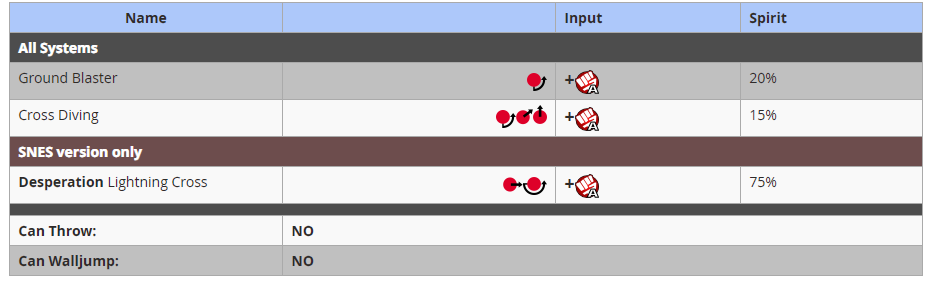 Name Input Spirit
All Systems
Ground Blaster +A 20%
Cross Diving +A 15%
SNES version only
Desperation Lightning Cross +A 75%
Can Throw: NO
Can Walljump: NO